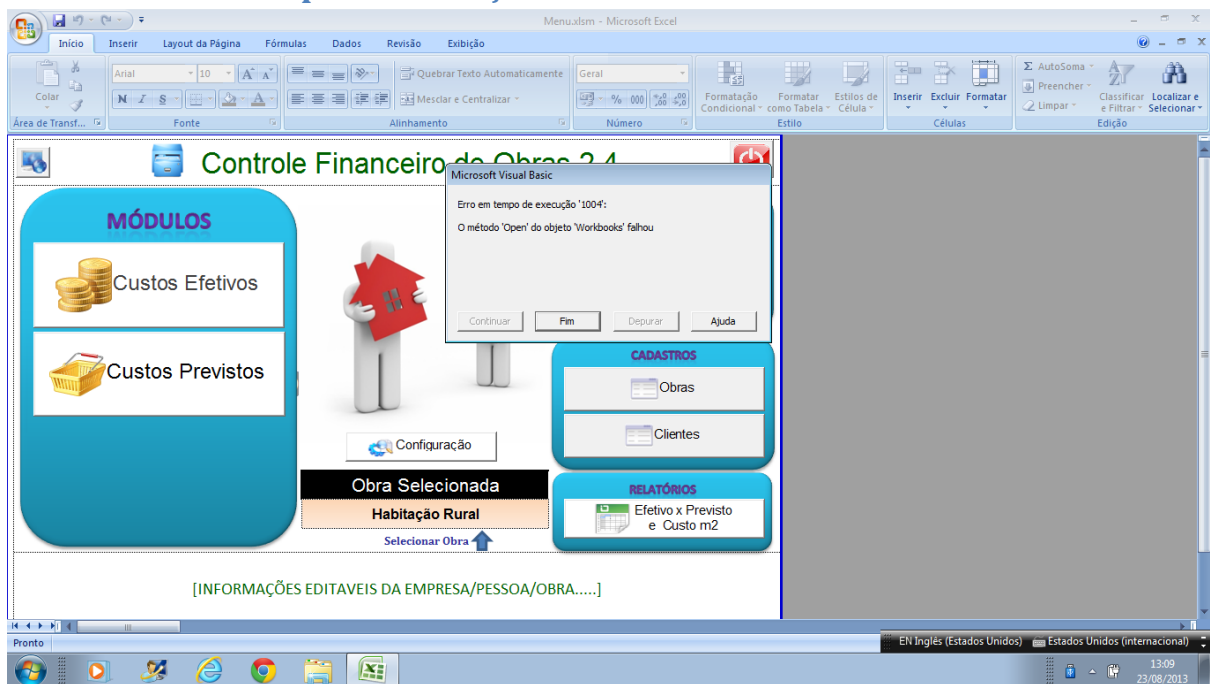 Menu.xlsm - Microsoft Excel
Início Inserir Layout da Página Fórmulas Dados Revisão Exibição
Colar
Área de Transf...
Arial 10
N I S
Fonte
Quebrar Texto Automaticamente
Mesclar e Centralizar
Alinhamento
Geral
% 000
Número
Formatação Condicional
Formatar como Tabela
Estilos de Célula
Estilo
Inserir Excluir Formatar
Células
Σ AutoSoma
Preencher
Limpar
Classificar e Filtrar
Localizar e Selecionar
Edição
Controle Financeiro de Obras 2.4
MÓDULOS
Custos Efetivos
Custos Previstos
Microsoft Visual Basic
Erro em tempo de execução '1004':
O método 'Open' do objeto 'Workbooks' falhou
Continuar Fim Depurar Ajuda
CADASTROS
Obras
Clientes
Configuração
Obra Selecionada
Habitação Rural
Selecionar Obra
RELATÓRIOS
Efetivo x Previsto
e Custo m2
[INFORMAÇÕES EDITAVEIS DA EMPRESA/PESSOA/OBRA.....]
Pronto
EN Inglês (Estados Unidos) Estados Unidos (internacional)
13:09
23/08/2013